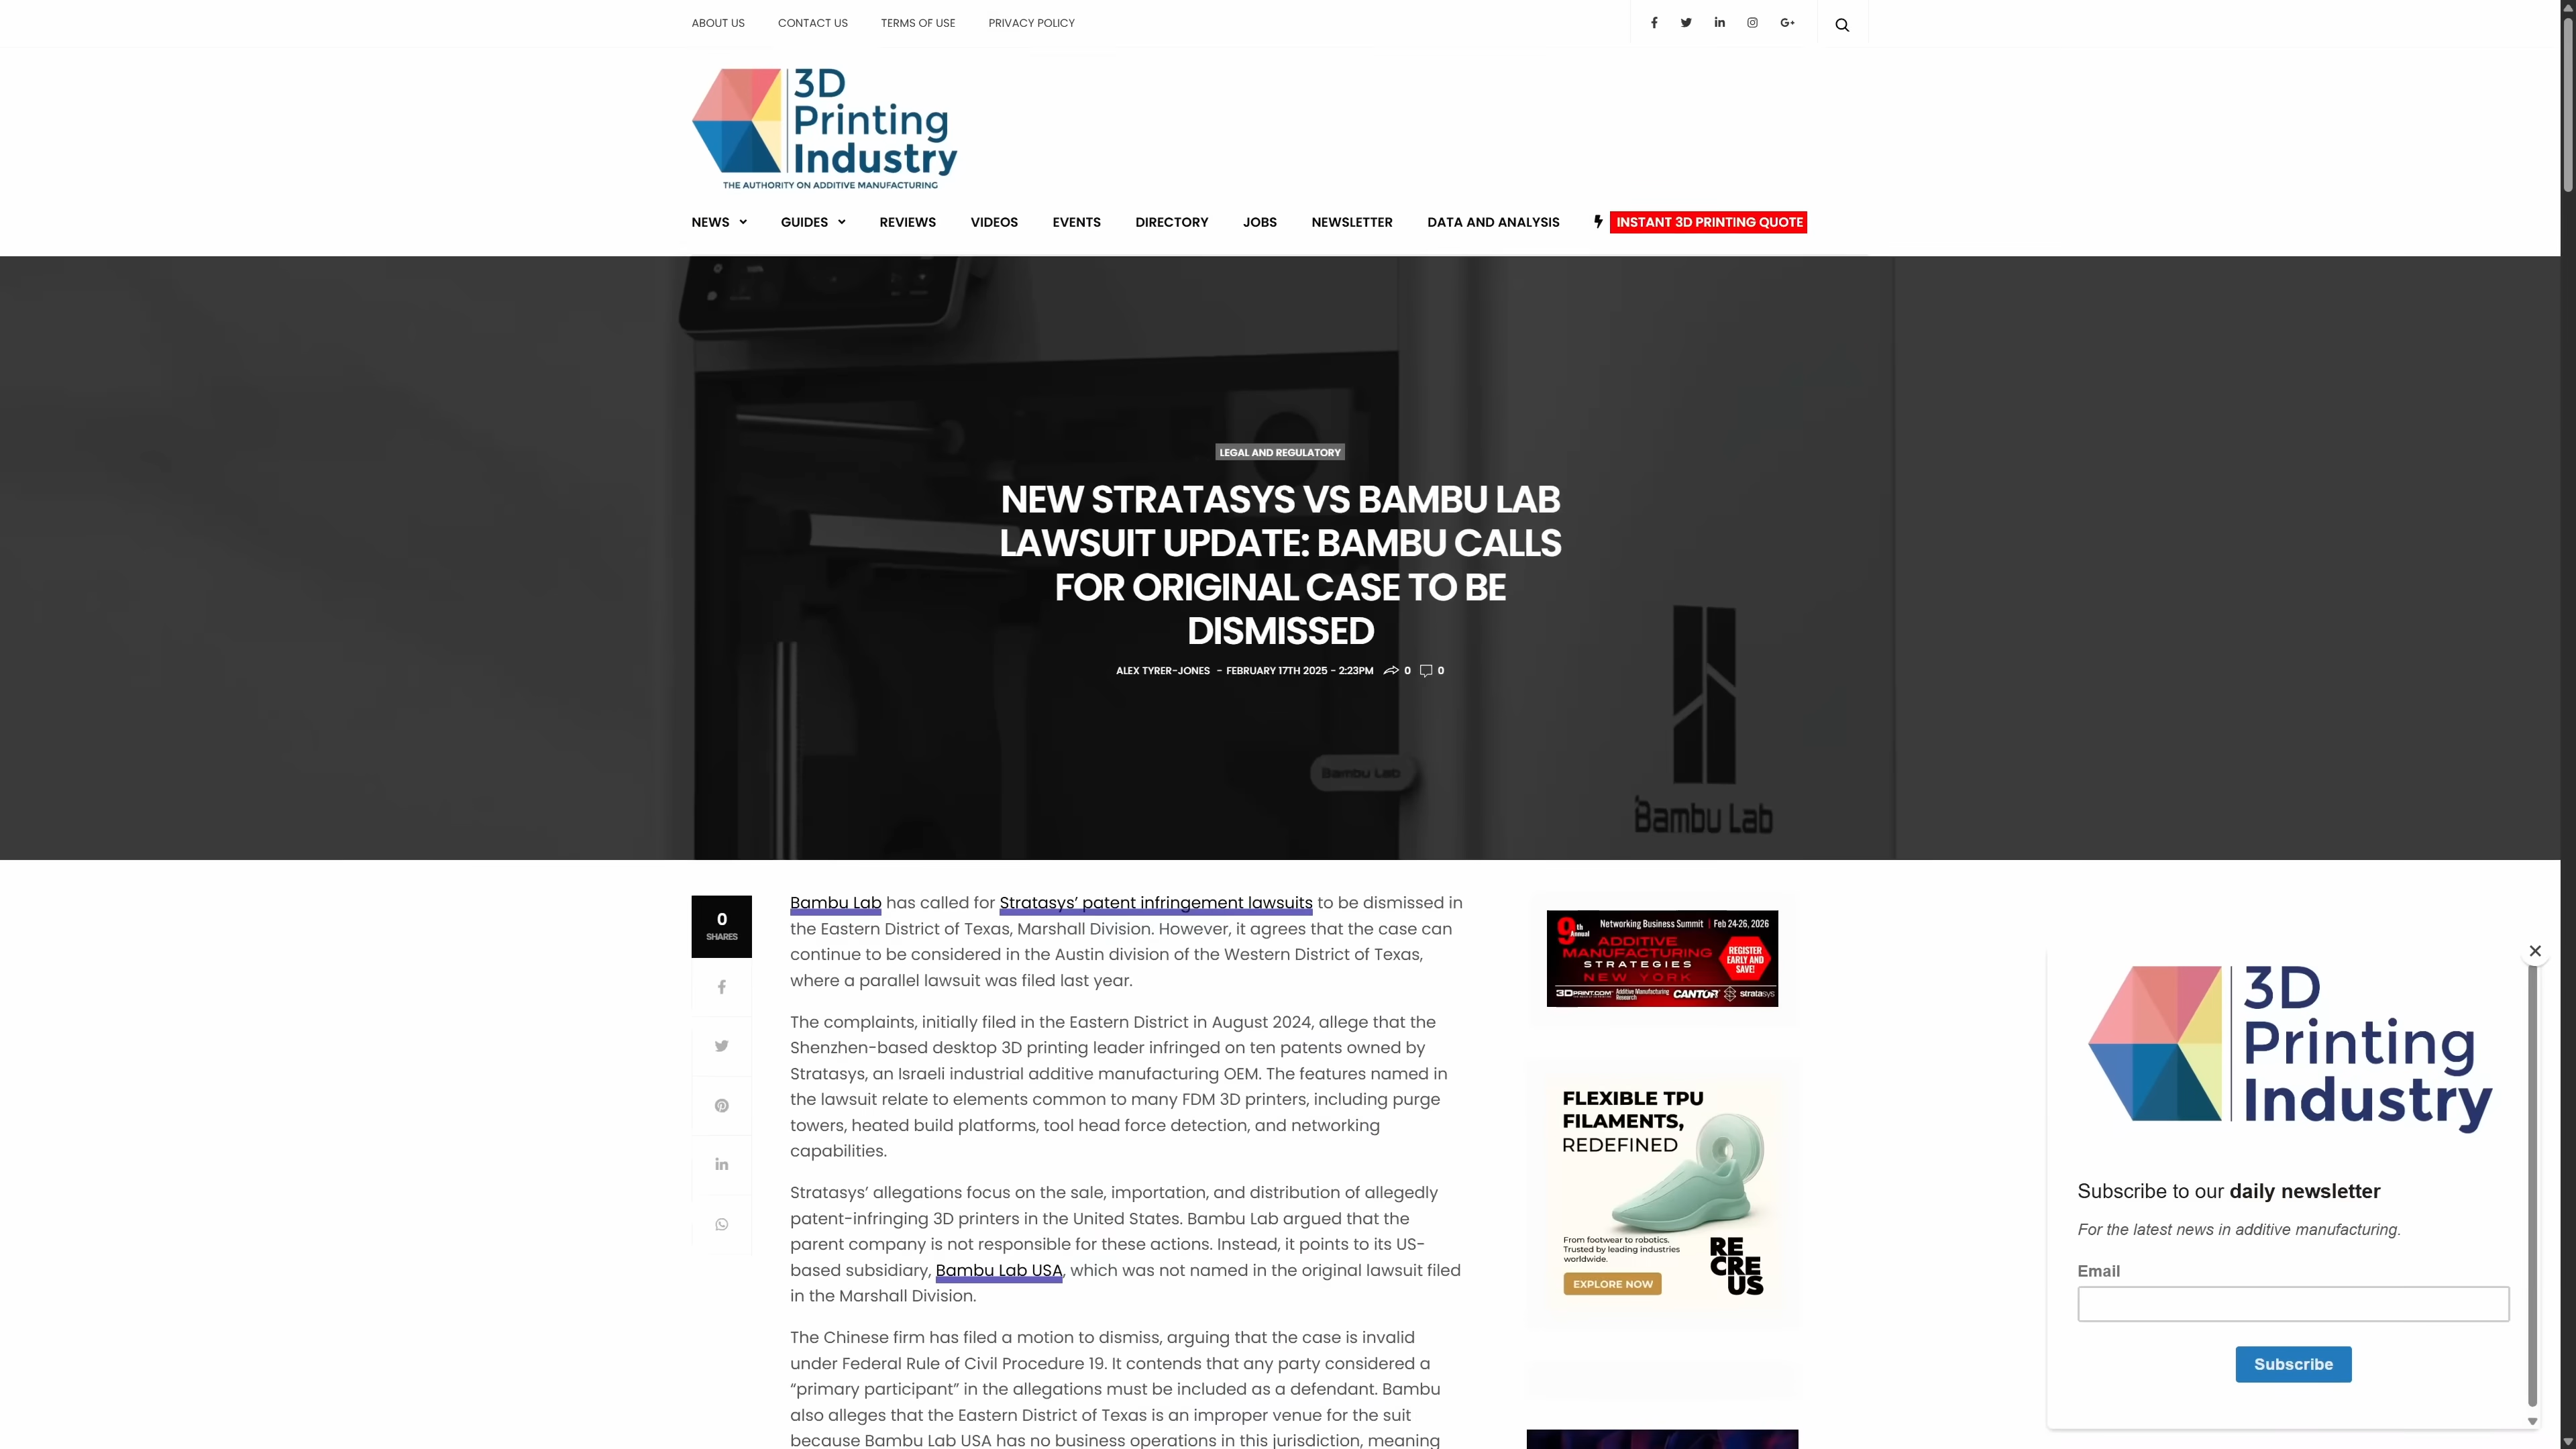 ABOUT US CONTACT US TERMS OF USE PRIVACY POLICY
3D
Printing
Industry
THE AUTHORITY ON ADDITIVE MANUFACTURING
NEWS GUIDES REVIEWS VIDEOS EVENTS DIRECTORY JOBS NEWSLETTER DATA AND ANALYSIS INSTANT 3D PRINTING QUOTE
LEGAL AND REGULATORY
NEW STRATASYS VS BAMBU LAB
LAWSUIT UPDATE: BAMBU CALLS
FOR ORIGINAL CASE TO BE
DISMISSED
ALEX TYRER-JONES - FEBRUARY 17TH 2025 - 2:23PM 0 0
Bambu Lab
Bambu Lab
0
SHARES
Bambu Lab has called for Stratasys’ patent infringement lawsuits to be dismissed in
the Eastern District of Texas, Marshall Division. However, it agrees that the case can
continue to be considered in the Austin division of the Western District of Texas,
where a parallel lawsuit was filed last year.
The complaints, initially filed in the Eastern District in August 2024, allege that the
Shenzhen-based desktop 3D printing leader infringed on ten patents owned by
Stratasys, an Israeli industrial additive manufacturing OEM. The features named in
the lawsuit relate to elements common to many FDM 3D printers, including purge
towers, heated build platforms, tool head force detection, and networking
capabilities.
Stratasys’ allegations focus on the sale, importation, and distribution of allegedly
patent-infringing 3D printers in the United States. Bambu Lab argued that the
parent company is not responsible for these actions. Instead, it points to its US-
based subsidiary, Bambu Lab USA, which was not named in the original lawsuit filed
in the Marshall Division.
The Chinese firm has filed a motion to dismiss, arguing that the case is invalid
under Federal Rule of Civil Procedure 19. It contends that any party considered a
“primary participant” in the allegations must be included as a defendant. Bambu
also alleges that the Eastern District of Texas is an improper venue for the suit
because Bambu Lab USA has no business operations in this jurisdiction, meaning
9th Annual Networking Business Summit | Feb 24-26, 2026
ADDITIVE
MANUFACTURING
STRATEGIES
NEW YORK
REGISTER
EARLY AND
SAVE!
3DPRINT.COM Additive Manufacturing Research CANTOR stratasys
FLEXIBLE TPU
FILAMENTS,
REDEFINED
From footwear to robotics.
Trusted by leading industries
worldwide.
EXPLORE NOW
RE
CRE
US
3D
Printing
Industry
Subscribe to our daily newsletter
For the latest news in additive manufacturing.
Email
Subscribe